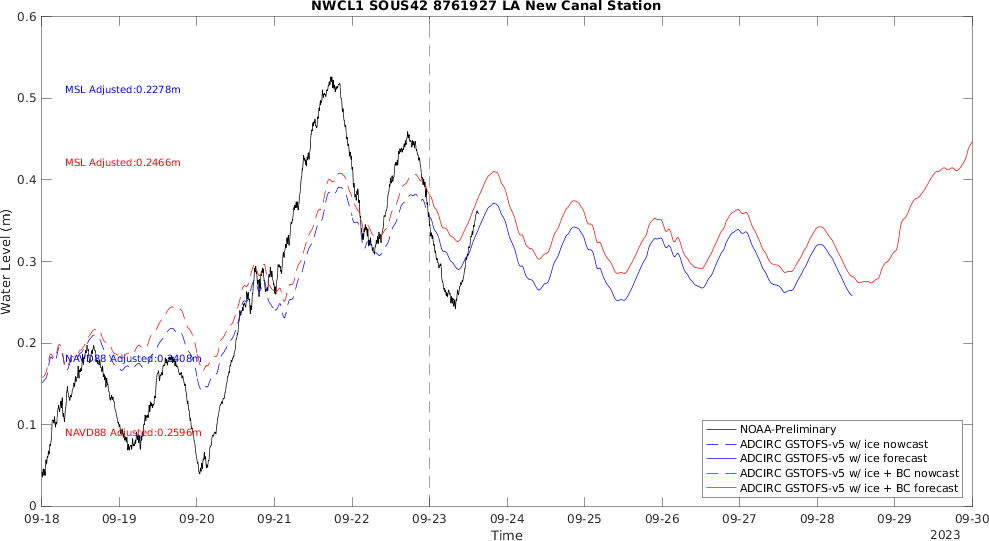 NWCL1 SOUS42 8761927 LA New Canal Station
0.6
0.5
0.4
0.3
0.2
0.1
0
Water Level (m)
MSL Adjusted:0.2278m
MSL Adjusted:0.2466m
NAVD88 Adjusted:0.2408m
NAVD88 Adjusted:0.2596m
NOAA-Preliminary
ADCIRC GSTOFS-v5 w/ ice nowcast
ADCIRC GSTOFS-v5 w/ ice forecast
ADCIRC GSTOFS-v5 w/ ice + BC nowcast
ADCIRC GSTOFS-v5 w/ ice + BC forecast
09-18 09-19 09-20 09-21 09-22 09-23 09-24 09-25 09-26 09-27 09-28 09-29 09-30
Time
2023